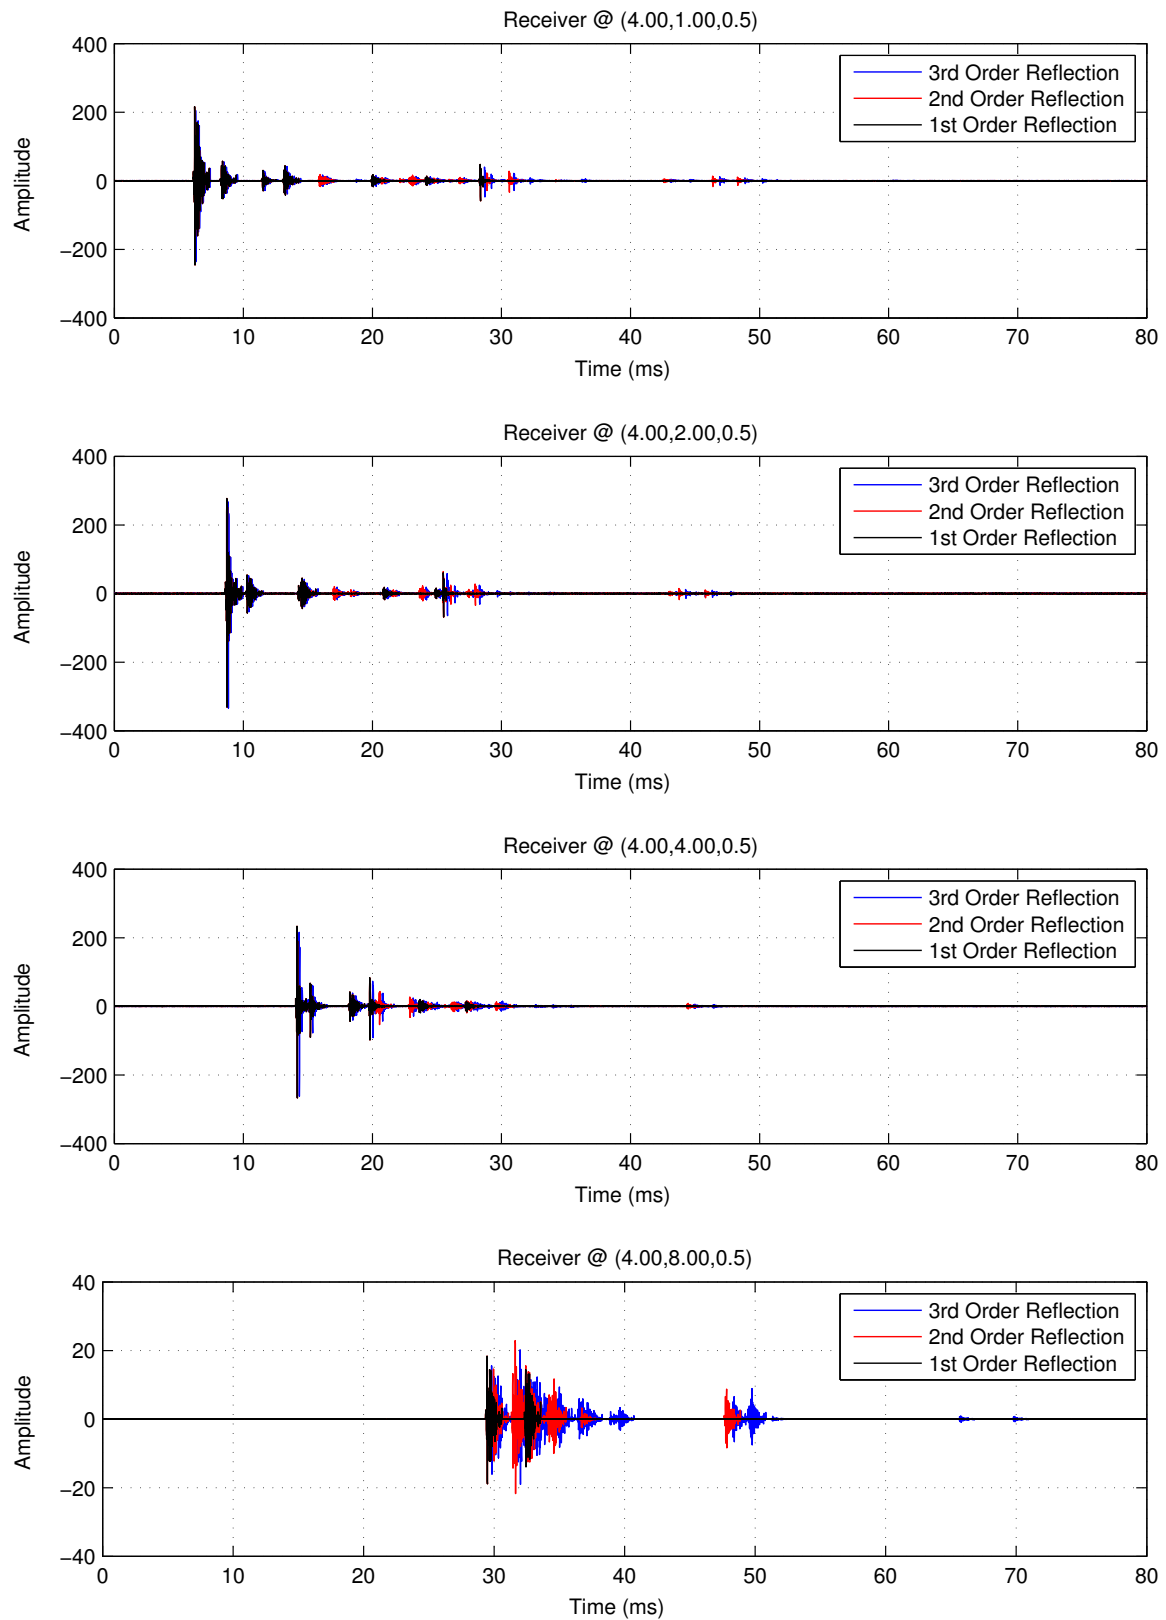 Receiver @ (4.00,1.00,0.5)
400
200
0
−200
−400
Amplitude
3rd Order Reflection
2nd Order Reflection
1st Order Reflection
0 10 20 30 40 50 60 70 80
Time (ms)
Receiver @ (4.00,2.00,0.5)
400
200
0
−200
−400
Amplitude
3rd Order Reflection
2nd Order Reflection
1st Order Reflection
0 10 20 30 40 50 60 70 80
Time (ms)
Receiver @ (4.00,4.00,0.5)
400
200
0
−200
−400
Amplitude
3rd Order Reflection
2nd Order Reflection
1st Order Reflection
0 10 20 30 40 50 60 70 80
Time (ms)
Receiver @ (4.00,8.00,0.5)
40
20
0
−20
−40
Amplitude
3rd Order Reflection
2nd Order Reflection
1st Order Reflection
0 10 20 30 40 50 60 70 80
Time (ms)